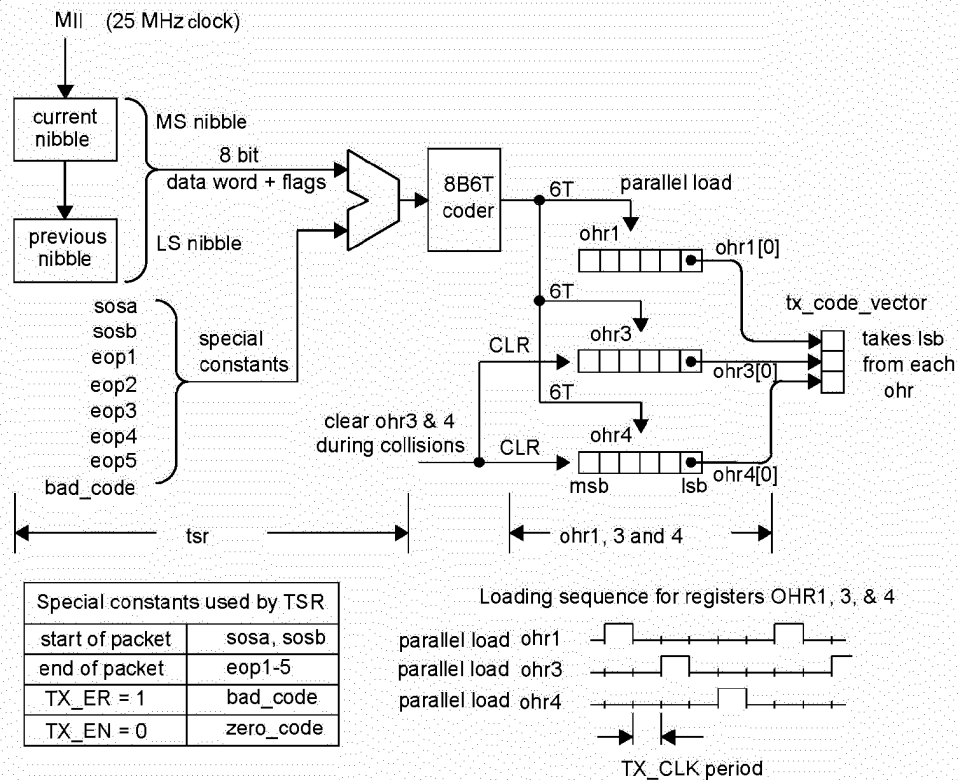 MII (25 MHz clock)
current
nibble
MS nibble
8 bit
data word + flags
previous
nibble
LS nibble
8B6T
coder
6T
parallel load
ohr1
ohr1[0]
6T
ohr3
CLR
ohr3[0]
6T
ohr4
CLR
ohr4[0]
msb
lsb
tx_code_vector
takes lsb
from each
ohr
sosa
sosb
eop1
eop2
eop3
eop4
eop5
bad_code
special
constants
clear ohr3 & 4
during collisions
tsr
ohr1, 3 and 4
Special constants used by TSR
start of packet sosa, sosb
end of packet eop1-5
TX_ER = 1 bad_code
TX_EN = 0 zero_code
Loading sequence for registers OHR1, 3, & 4
parallel load ohr1
parallel load ohr3
parallel load ohr4
TX_CLK period